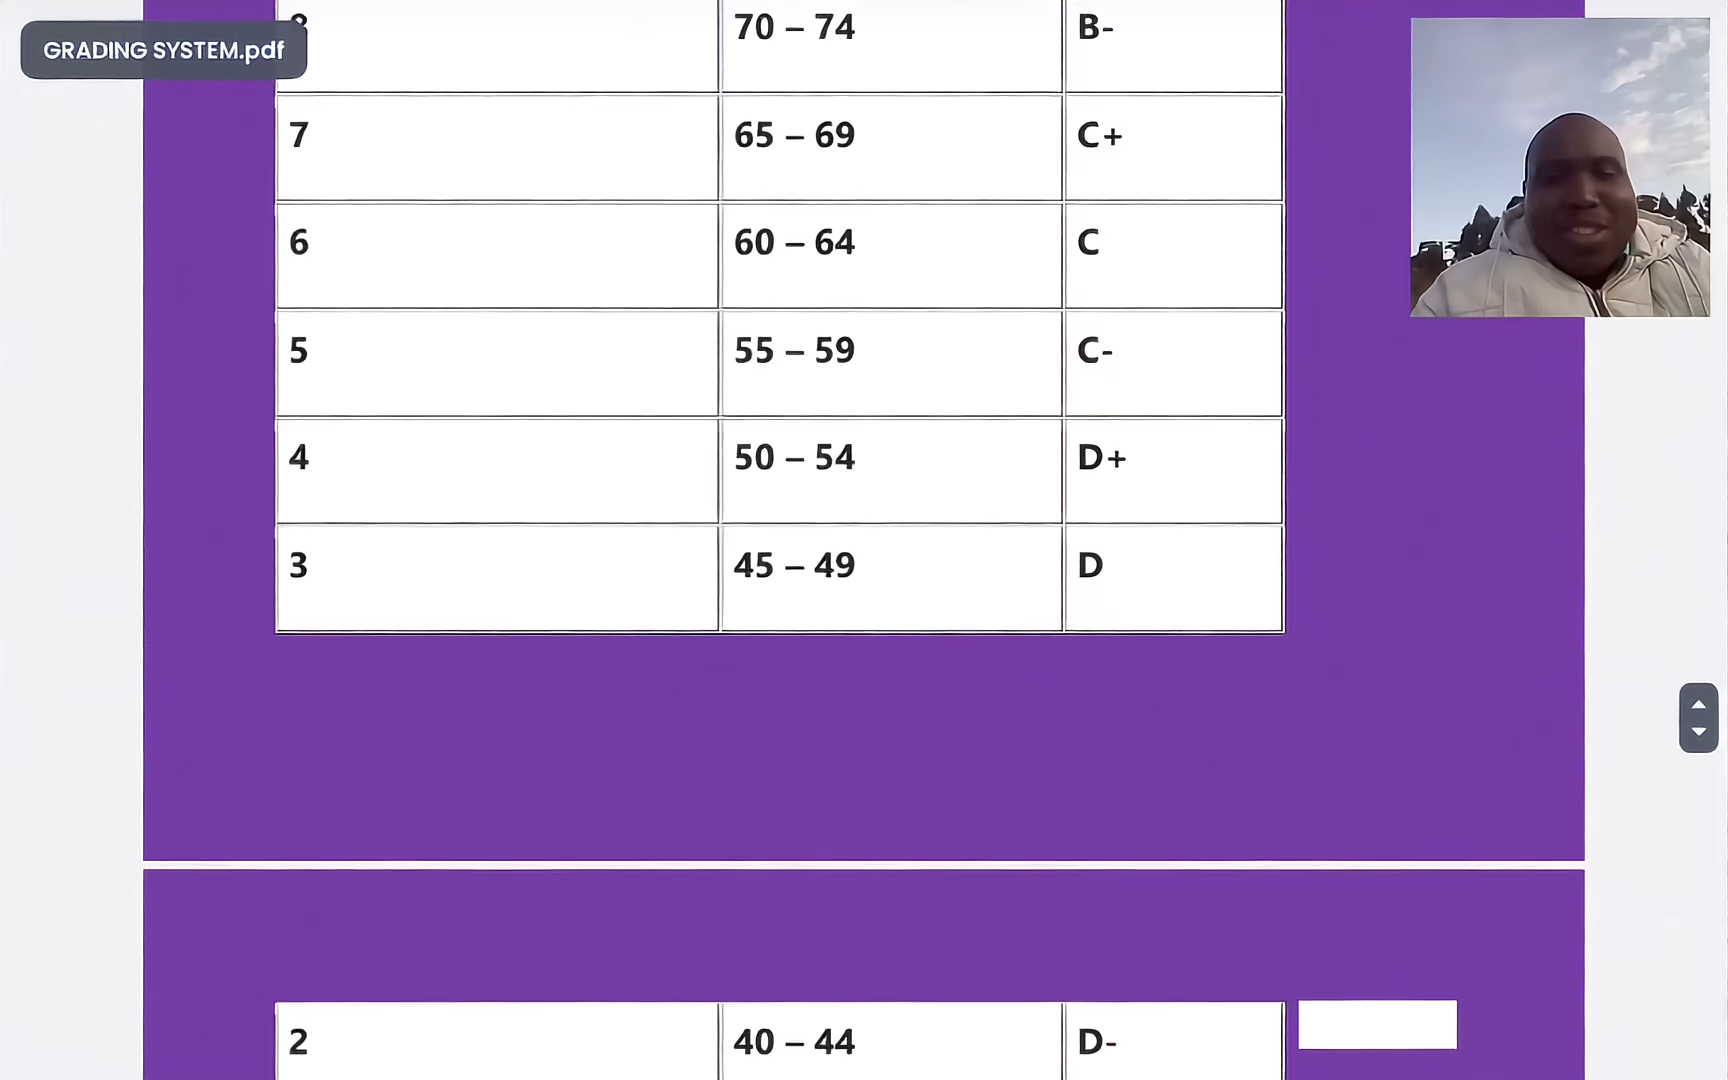 GRADING SYSTEM.pdf
70 – 74 B-
7 65 – 69 C+
6 60 – 64 C
5 55 – 59 C-
4 50 – 54 D+
3 45 – 49 D
2 40 – 44 D-